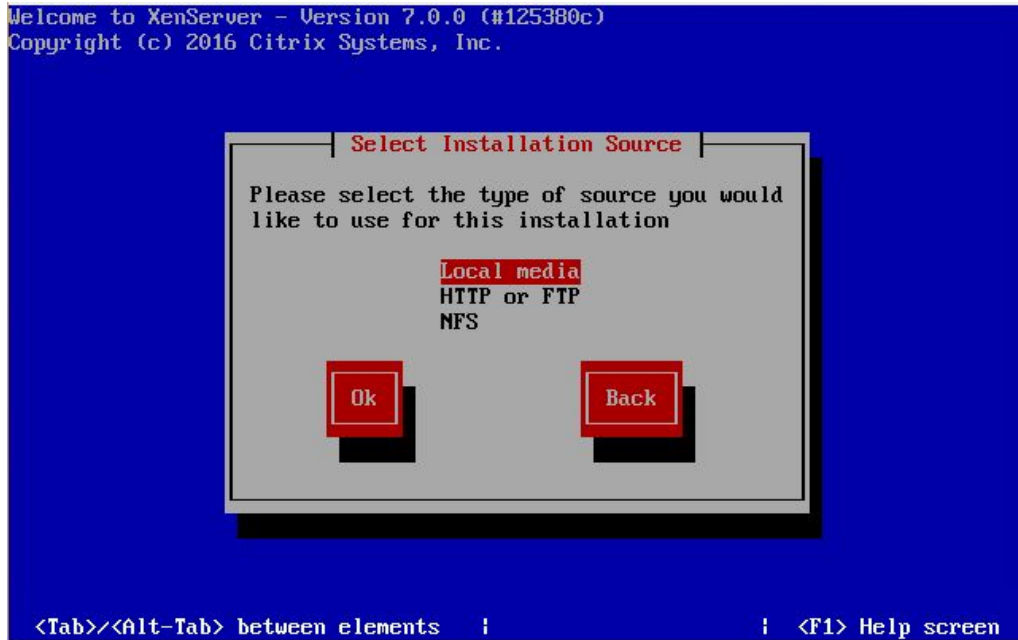 Welcome to XenServer - Version 7.0.0 (#125380c)
Copyright (c) 2016 Citrix Systems, Inc.
Select Installation Source
Please select the type of source you would
like to use for this installation
Local media
HTTP or FTP
NFS
Ok Back
<Tab>/<Alt-Tab> between elements | | <F1> Help screen